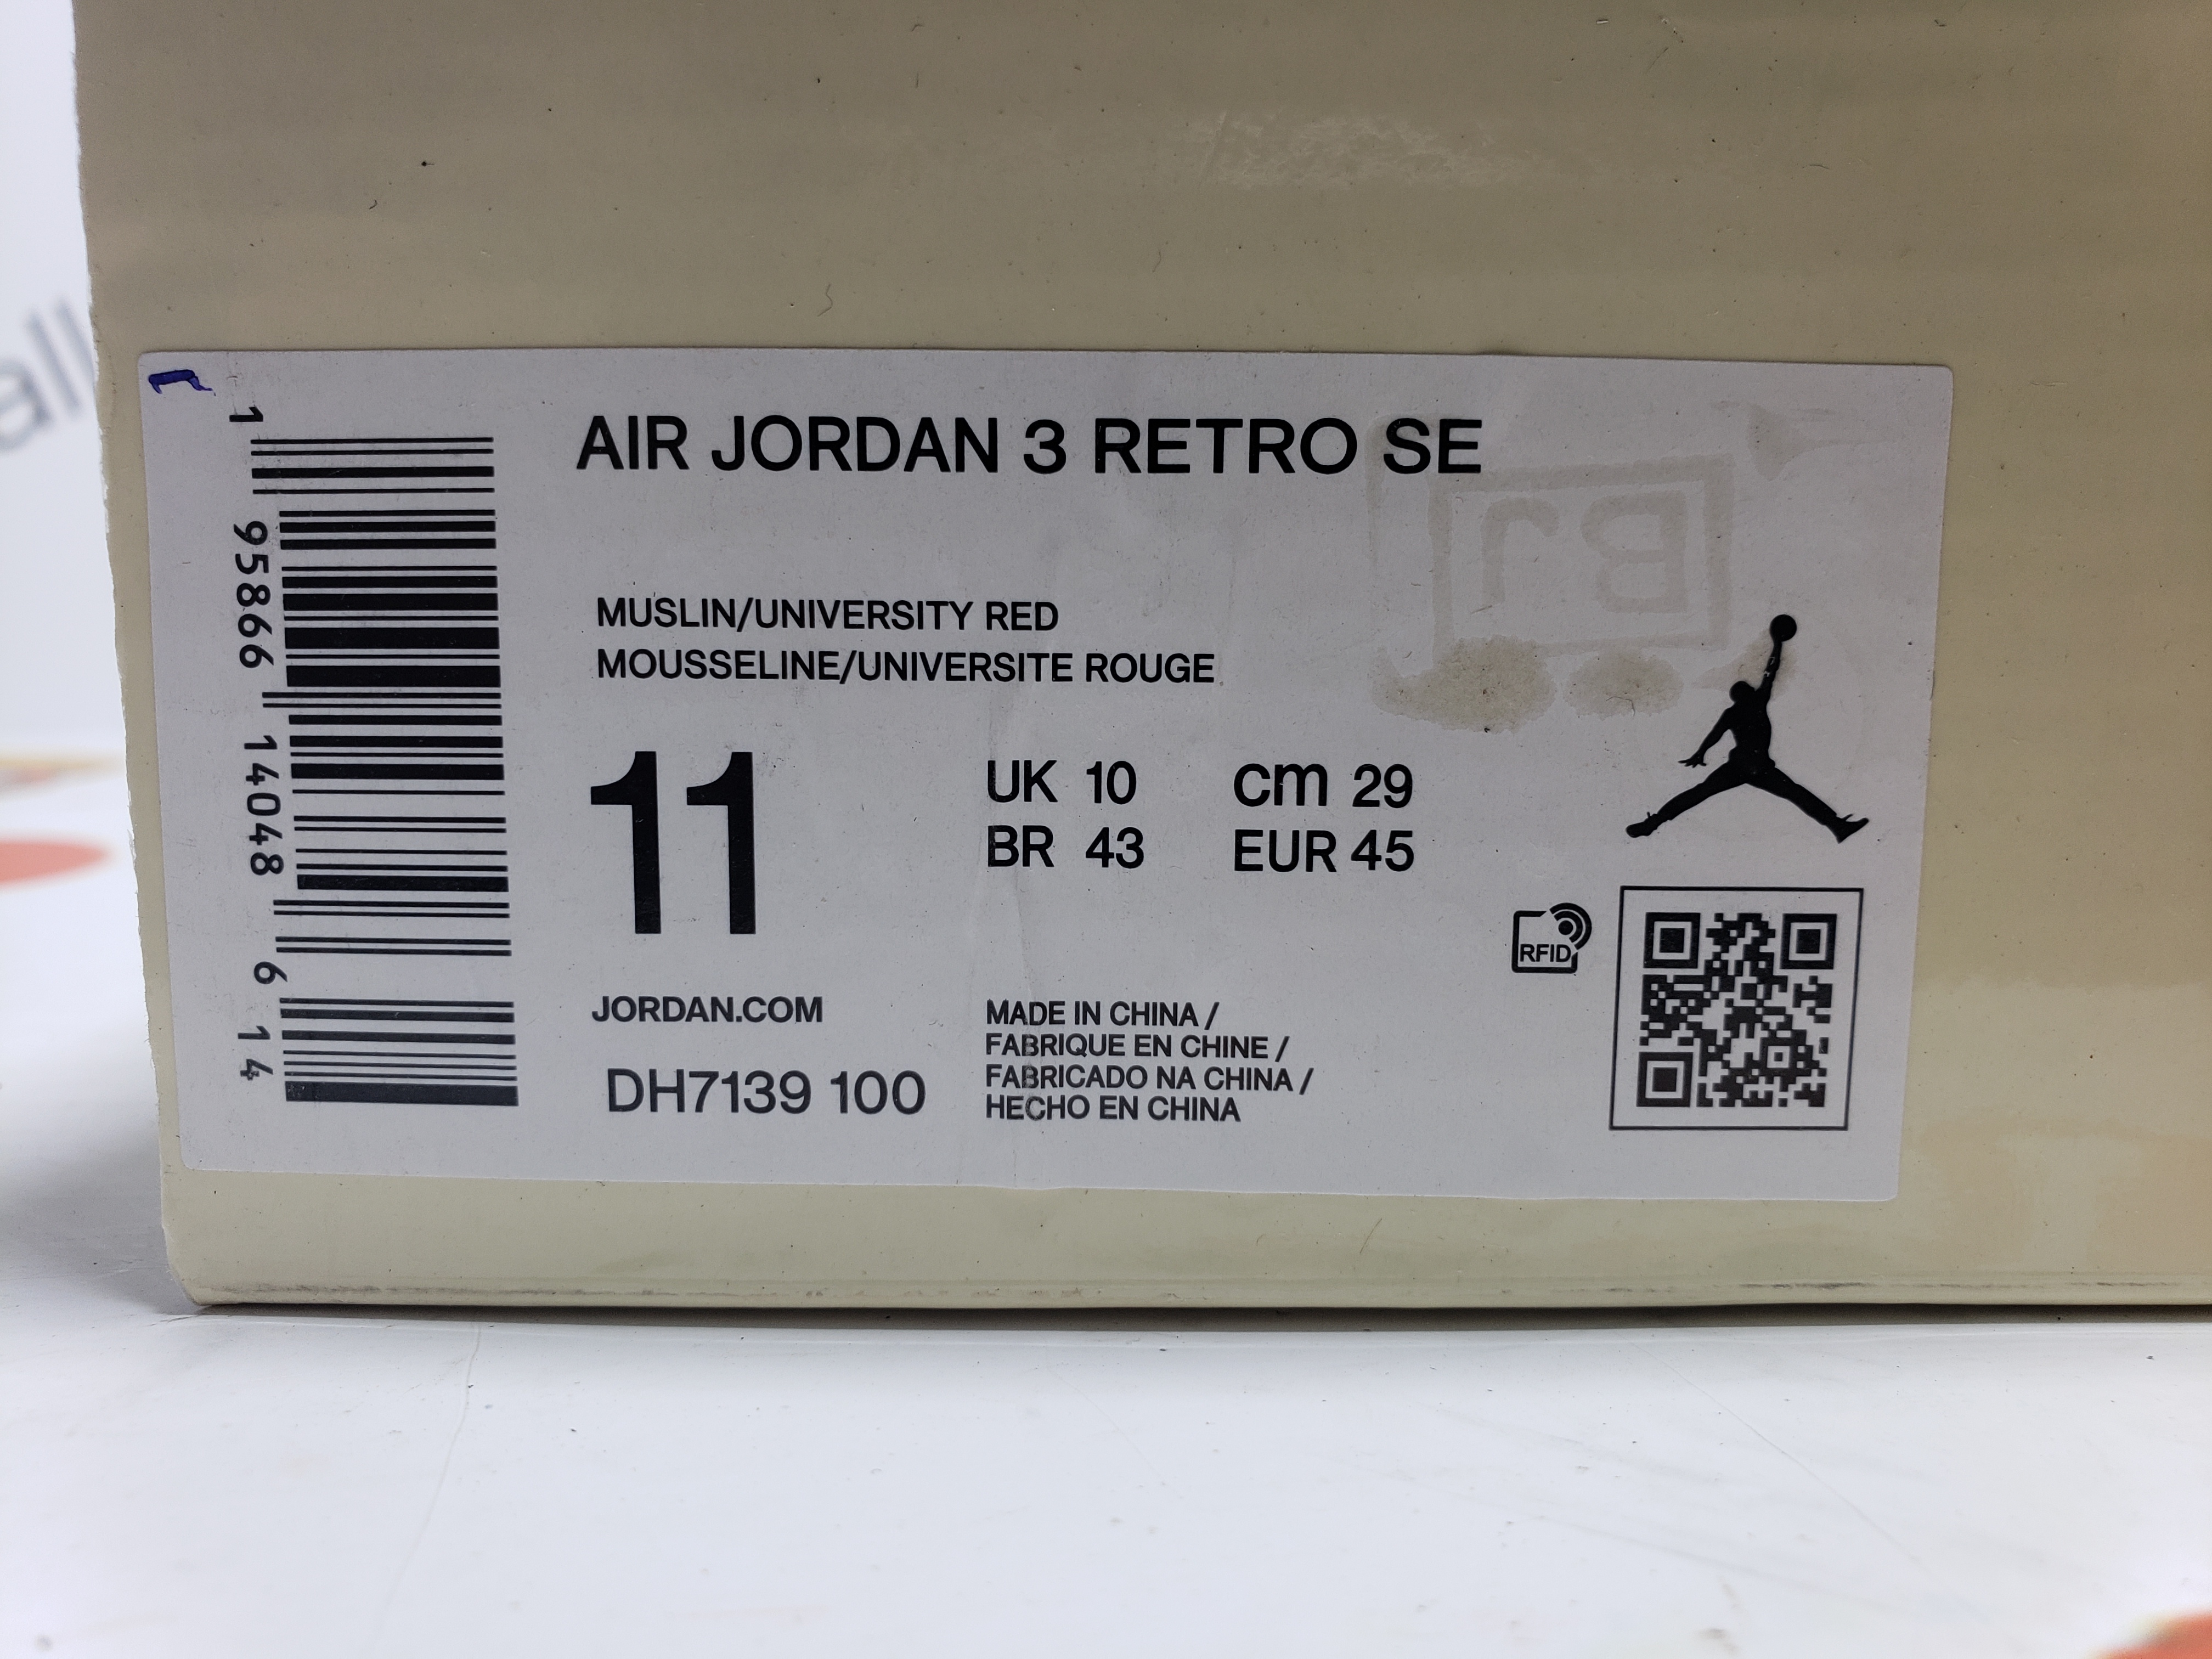 AIR JORDAN 3 RETRO SE
MUSLIN/UNIVERSITY RED
MOUSSELINE/UNIVERSITE ROUGE
11
UK 10 cm 29
BR 43 EUR 45
RFID
JORDAN.COM
DH7139 100
MADE IN CHINA /
FABRIQUE EN CHINE /
FABRICADO NA CHINA /
HECHO EN CHINA
1 95866 14048 6 14
all